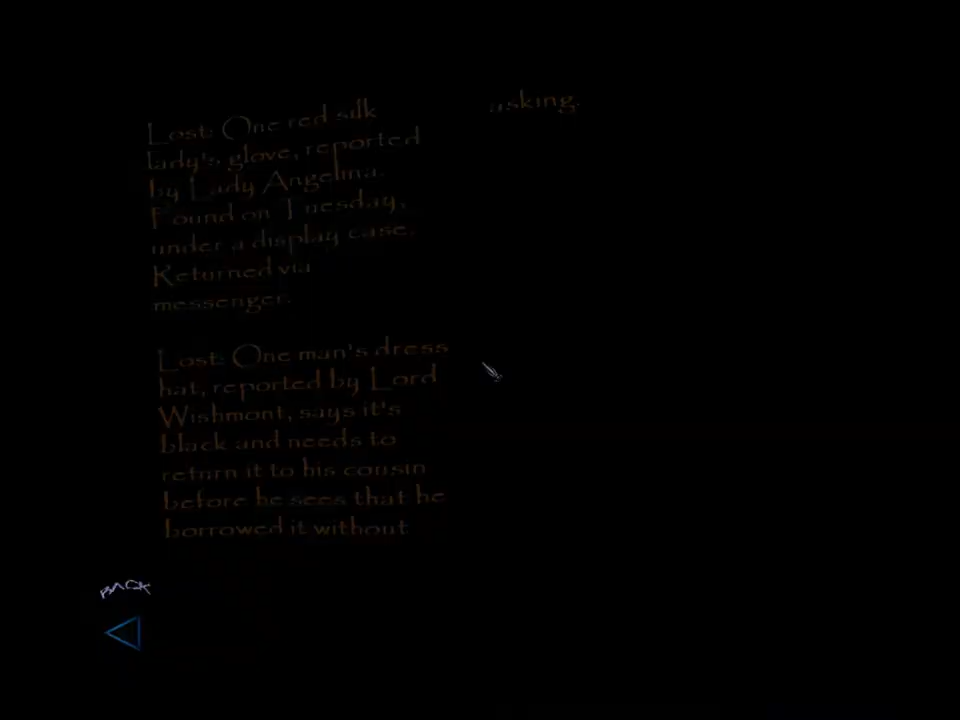 Lost: One red silk
lady's glove, reported
by Lady Angelina.
Found on Tuesday,
under a display case.
Returned via
messenger.
Lost: One man's dress
hat, reported by Lord
Wishmont, says it's
black and needs to
return it to his cousin
before he sees that he
borrowed it without
asking.
BACK